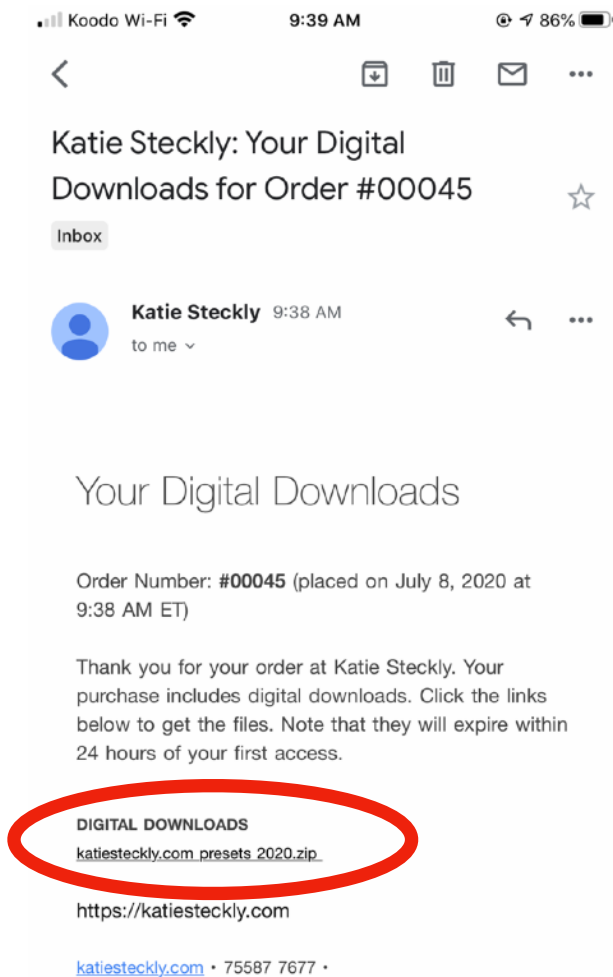 Koodo Wi-Fi 9:39 AM 86%
Katie Steckly: Your Digital
Downloads for Order #00045
Inbox
Katie Steckly 9:38 AM
to me
Your Digital Downloads
Order Number: #00045 (placed on July 8, 2020 at
9:38 AM ET)
Thank you for your order at Katie Steckly. Your
purchase includes digital downloads. Click the links
below to get the files. Note that they will expire within
24 hours of your first access.
DIGITAL DOWNLOADS
katiesteckly.com_presets_2020.zip
https://katiesteckly.com
katiesteckly.com • 75587 7677 •